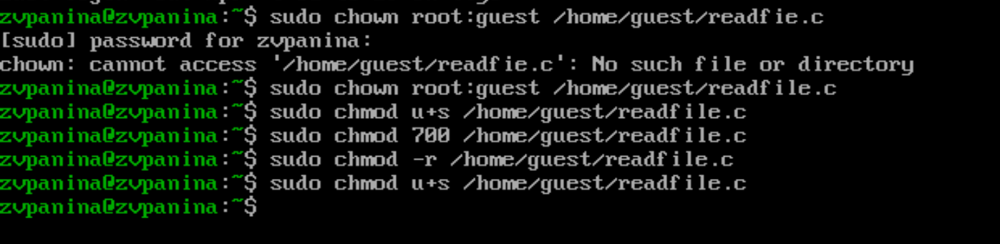 zvpanina@zvpanina:~$ sudo chown root:guest /home/guest/readfie.c
[sudo] password for zvpanina:
chown: cannot access '/home/guest/readfie.c': No such file or directory
zvpanina@zvpanina:~$ sudo chown root:guest /home/guest/readfile.c
zvpanina@zvpanina:~$ sudo chmod u+s /home/guest/readfile.c
zvpanina@zvpanina:~$ sudo chmod 700 /home/guest/readfile.c
zvpanina@zvpanina:~$ sudo chmod -r /home/guest/readfile.c
zvpanina@zvpanina:~$ sudo chmod u+s /home/guest/readfile.c
zvpanina@zvpanina:~$